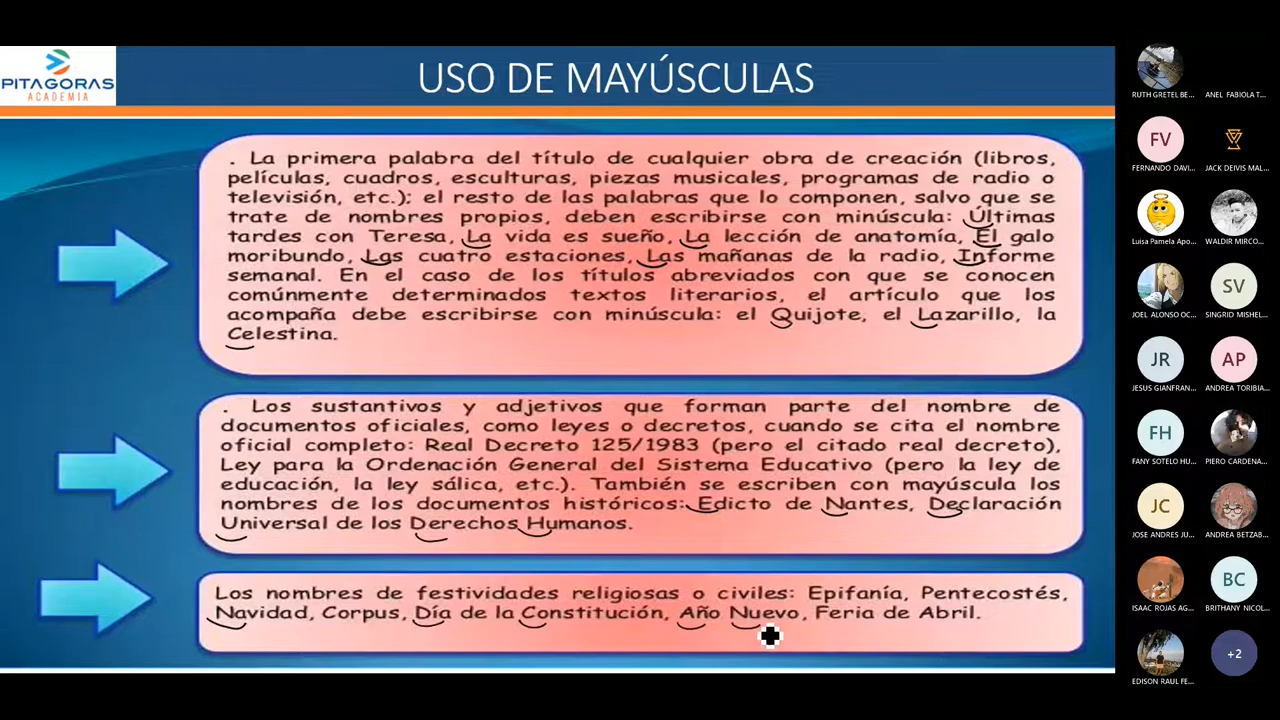 PITAGORAS
ACADEMIA
USO DE MAYÚSCULAS
. La primera palabra del título de cualquier obra de creación (libros,
películas, cuadros, esculturas, piezas musicales, programas de radio o
televisión, etc.); el resto de las palabras que lo componen, salvo que se
trate de nombres propios, deben escribirse con minúscula: Últimas
tardes con Teresa, La vida es sueño, La lección de anatomía, El galo
moribundo, Las cuatro estaciones, Las mañanas de la radio, Informe
semanal. En el caso de los títulos abreviados con que se conocen
comúnmente determinados textos literarios, el artículo que los
acompaña debe escribirse con minúscula: el Quijote, el Lazarillo, la
Celestina.
. Los sustantivos y adjetivos que forman parte del nombre de
documentos oficiales, como leyes o decretos, cuando se cita el nombre
oficial completo: Real Decreto 125/1983 (pero el citado real decreto),
Ley para la Ordenación General del Sistema Educativo (pero la ley de
educación, la ley sálica, etc.). También se escriben con mayúscula los
nombres de los documentos históricos: Edicto de Nantes, Declaración
Universal de los Derechos Humanos.
Los nombres de festividades religiosas o civiles: Epifanía, Pentecostés,
Navidad, Corpus, Día de la Constitución, Año Nuevo, Feria de Abril.
RUTH GRETEL BE... ANEL FABIOLA T...
FV
FERNANDO DAVI... JACK DEIVIS MAL...
Luisa Pamela Apo... WALDIR MIRCO...
SV
JOEL ALONSO OC... SINGRID MISHEL...
JR AP
JESUS GIANFRAN... ANDREA TORIBIA...
FH
FANY SOTELO HU... PIERO CARDENA...
JC
JOSE ANDRES JU... ANDREA BETZAB...
BC
ISAAC ROJAS AG... BRITHANY NICOL...
+2
EDISON RAUL FE...